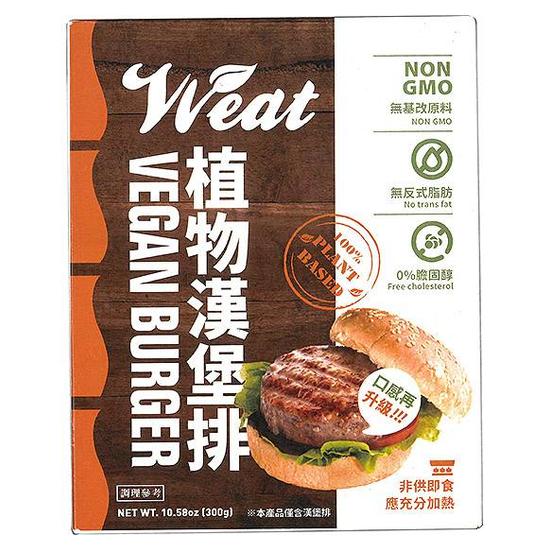 Weat
植物漢堡排
VEGAN BURGER
NON
GMO
無基改原料
NON GMO
無反式脂肪
No trans fat
0%膽固醇
Free cholesterol
100%
PLANT
BASED
口感再
升級!!!
非供即食
應充分加熱
調理參考
NET WT. 10.58oz (300g)
※本產品僅含漢堡排